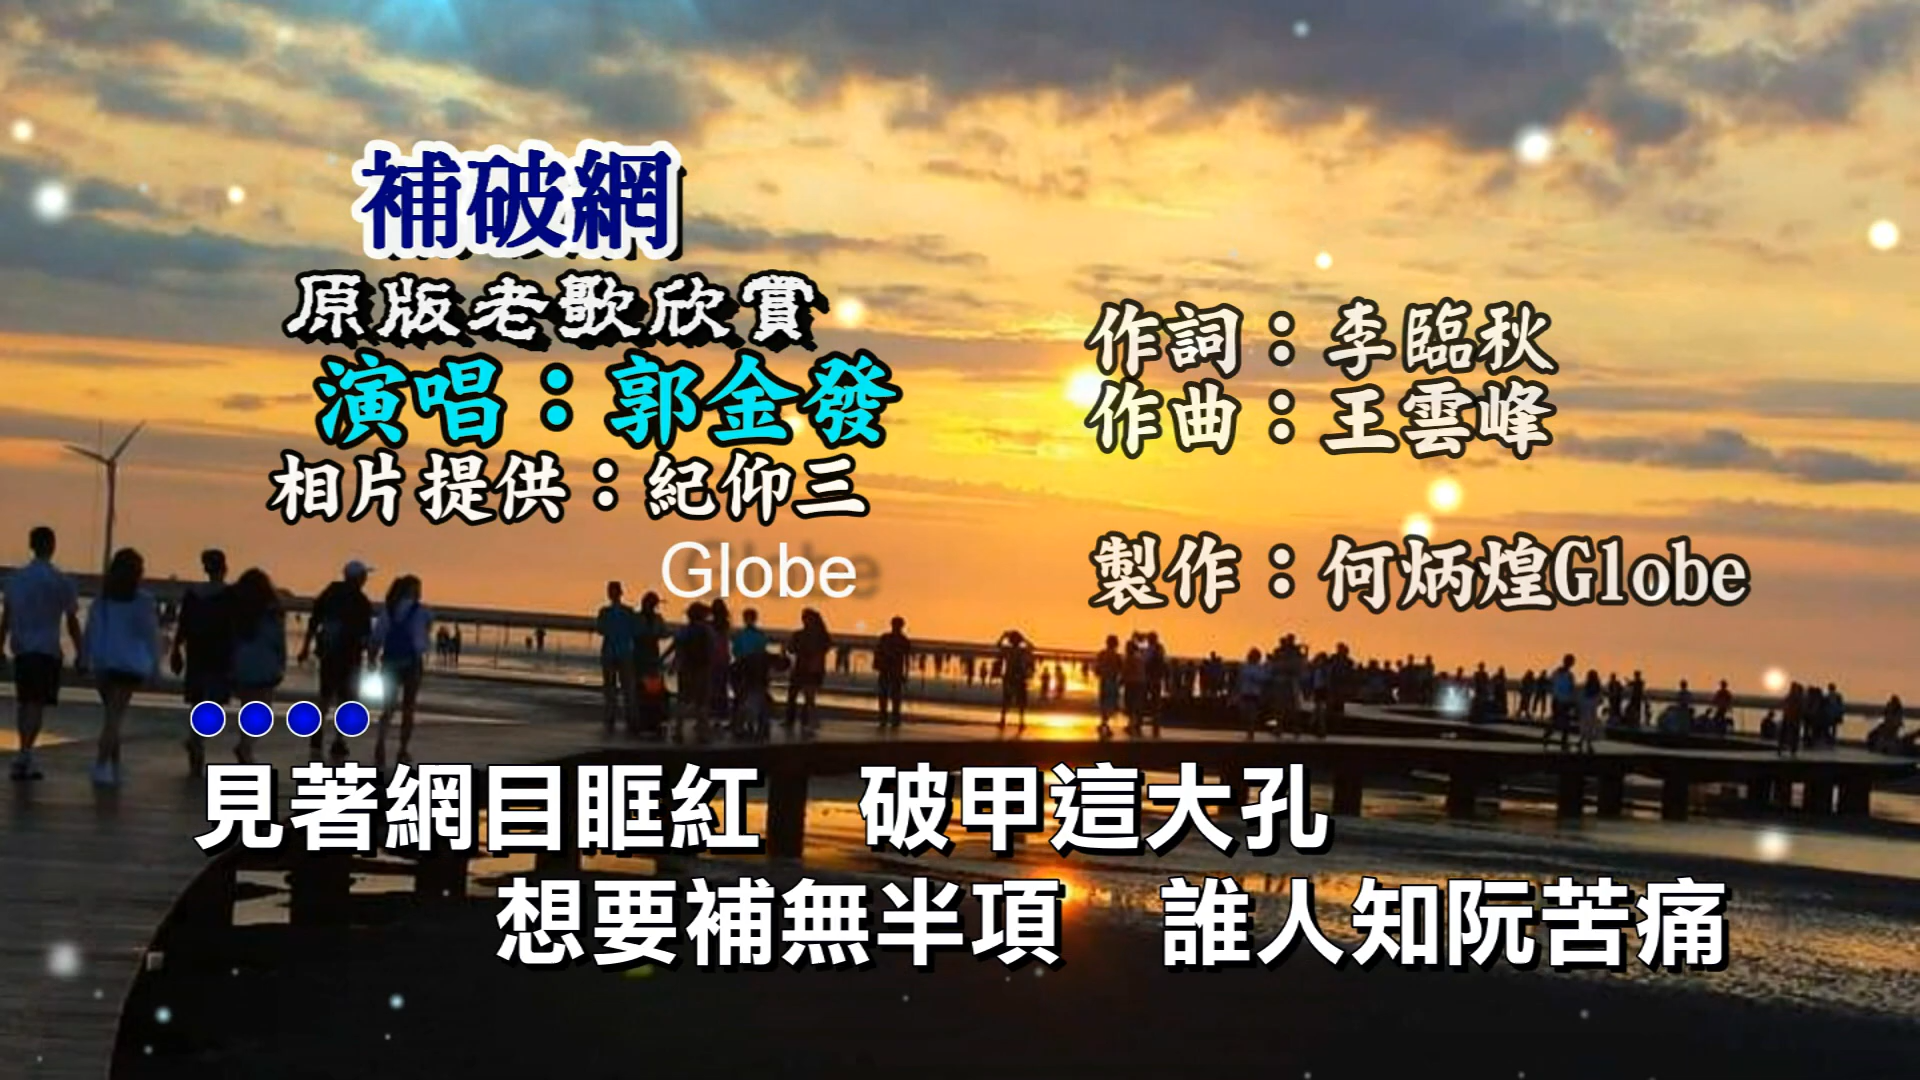 補破網
原版老歌欣賞
演唱：郭金發
相片提供：紀仰三
Globe
作詞：李臨秋
作曲：王雲峰
製作：何炳煌Globe
見著網目眶紅　破甲這大孔
想要補無半項　誰人知阮苦痛